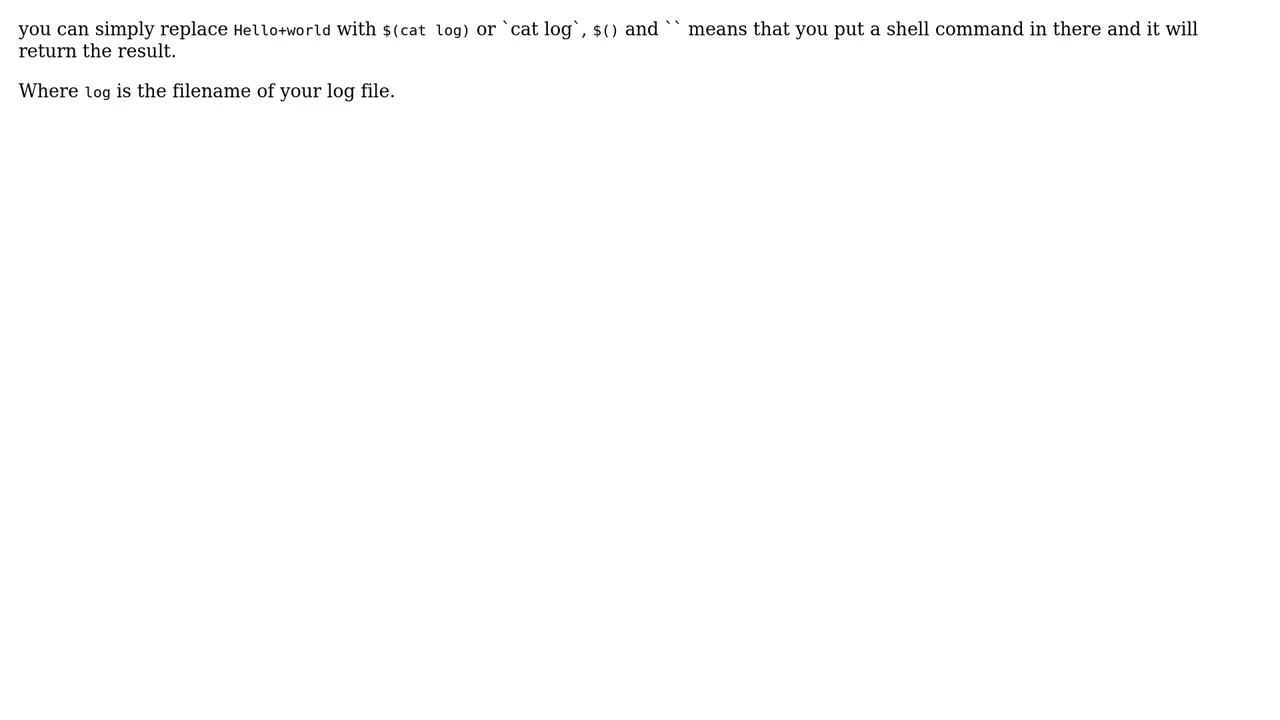 you can simply replace Hello+world with $(cat log) or `cat log`, $() and `` means that you put a shell command in there and it will
return the result.
Where log is the filename of your log file.